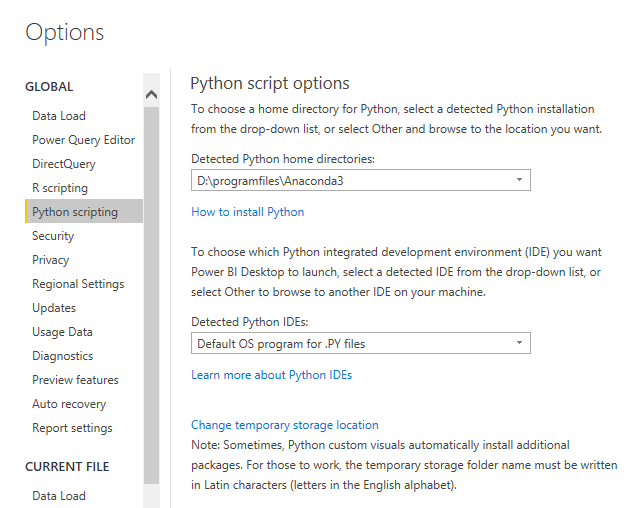 Options
GLOBAL
Data Load
Power Query Editor
DirectQuery
R scripting
Python scripting
Security
Privacy
Regional Settings
Updates
Usage Data
Diagnostics
Preview features
Auto recovery
Report settings
CURRENT FILE
Data Load
Python script options
To choose a home directory for Python, select a detected Python installation
from the drop-down list, or select Other and browse to the location you want.
Detected Python home directories:
D:\programfiles\Anaconda3
How to install Python
To choose which Python integrated development environment (IDE) you want
Power BI Desktop to launch, select a detected IDE from the drop-down list, or
select Other to browse to another IDE on your machine.
Detected Python IDEs:
Default OS program for .PY files
Learn more about Python IDEs
Change temporary storage location
Note: Sometimes, Python custom visuals automatically install additional
packages. For those to work, the temporary storage folder name must be written
in Latin characters (letters in the English alphabet).